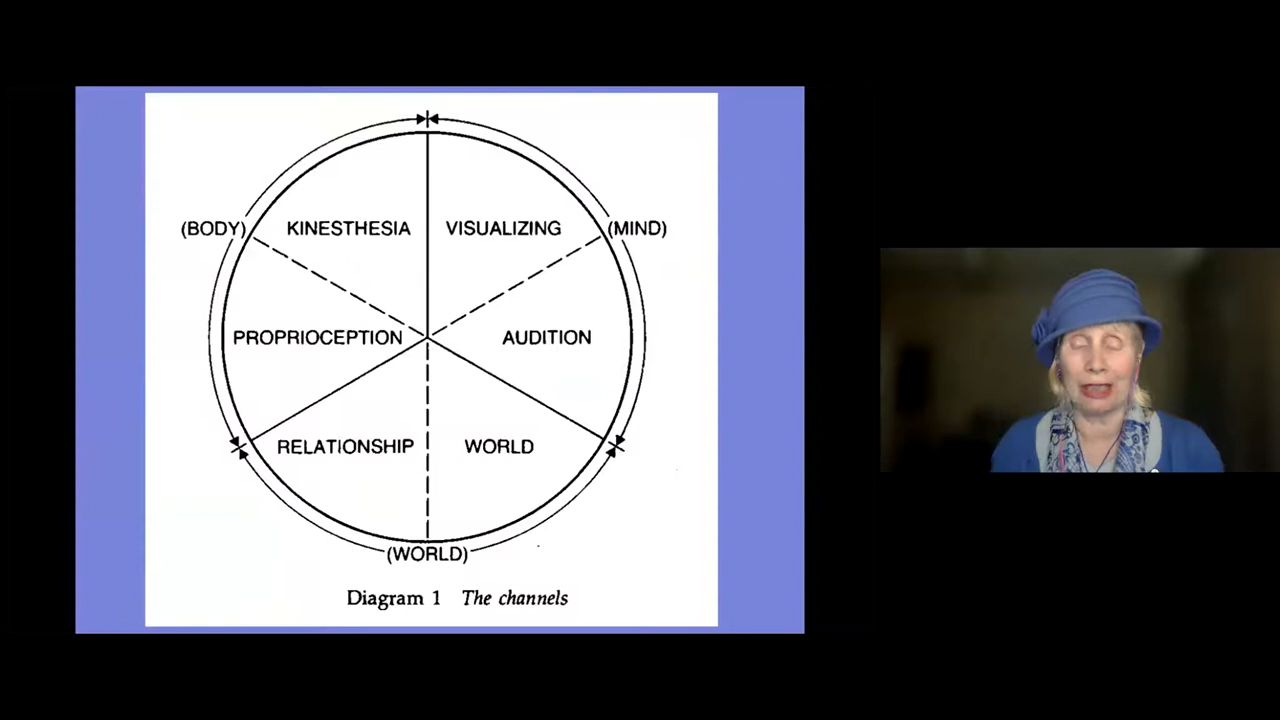 (BODY) KINESTHESIA VISUALIZING (MIND)
PROPRIOCEPTION AUDITION
RELATIONSHIP WORLD
(WORLD)
Diagram 1 The channels